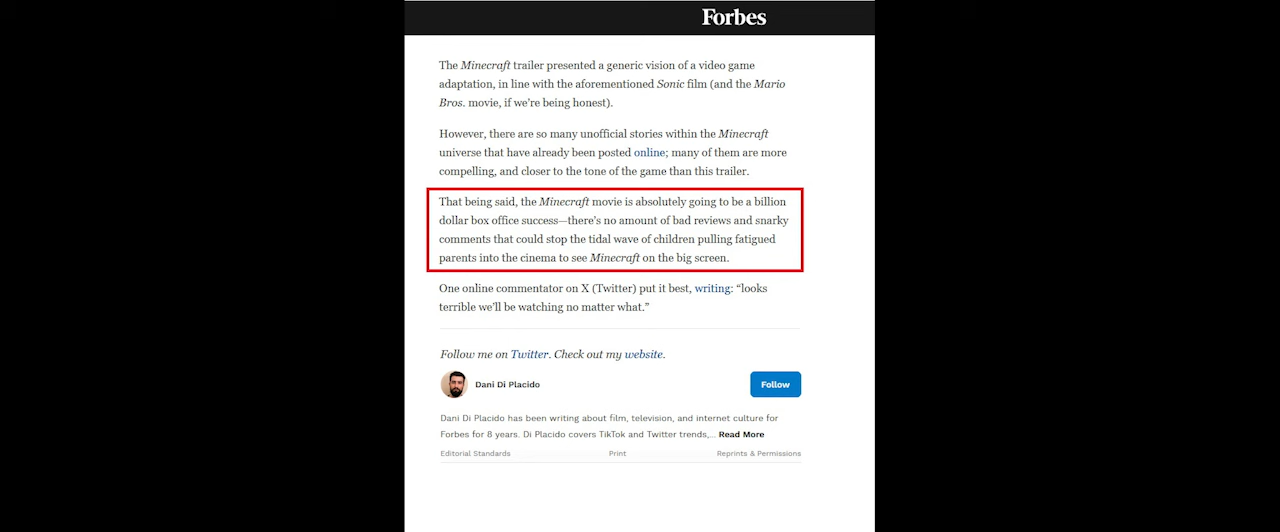 Forbes
The Minecraft trailer presented a generic vision of a video game
adaptation, in line with the aforementioned Sonic film (and the Mario
Bros. movie, if we’re being honest).
However, there are so many unofficial stories within the Minecraft
universe that have already been posted online; many of them are more
compelling, and closer to the tone of the game than this trailer.
That being said, the Minecraft movie is absolutely going to be a billion
dollar box office success—there’s no amount of bad reviews and snarky
comments that could stop the tidal wave of children pulling fatigued
parents into the cinema to see Minecraft on the big screen.
One online commentator on X (Twitter) put it best, writing: “looks
terrible we’ll be watching no matter what.”
Follow me on Twitter. Check out my website.
Dani Di Placido
Follow
Dani Di Placido has been writing about film, television, and internet culture for
Forbes for 8 years. Di Placido covers TikTok and Twitter trends,... Read More
Editorial Standards Print Reprints & Permissions